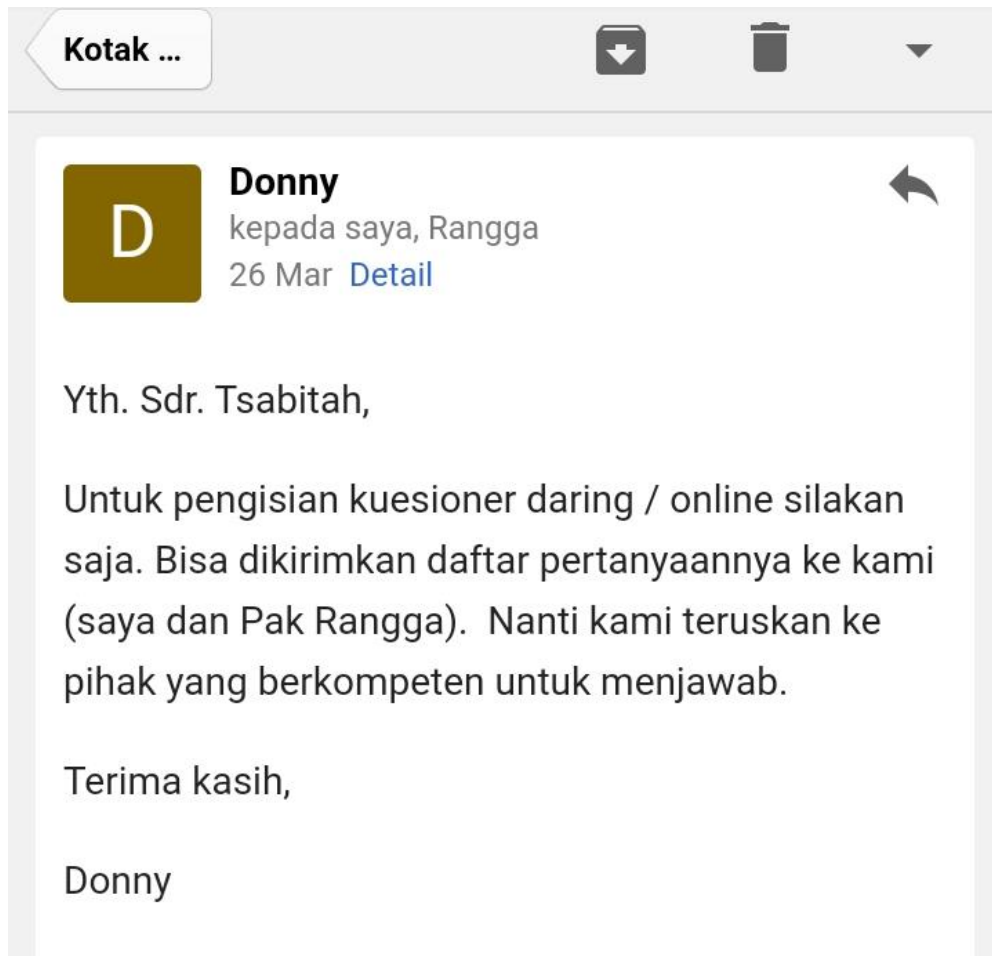 Kotak ...
D
Donny
kepada saya, Rangga
26 Mar Detail
Yth. Sdr. Tsabitah,
Untuk pengisian kuesioner daring / online silakan
saja. Bisa dikirimkan daftar pertanyaannya ke kami
(saya dan Pak Rangga).  Nanti kami teruskan ke
pihak yang berkompeten untuk menjawab.
Terima kasih,
Donny